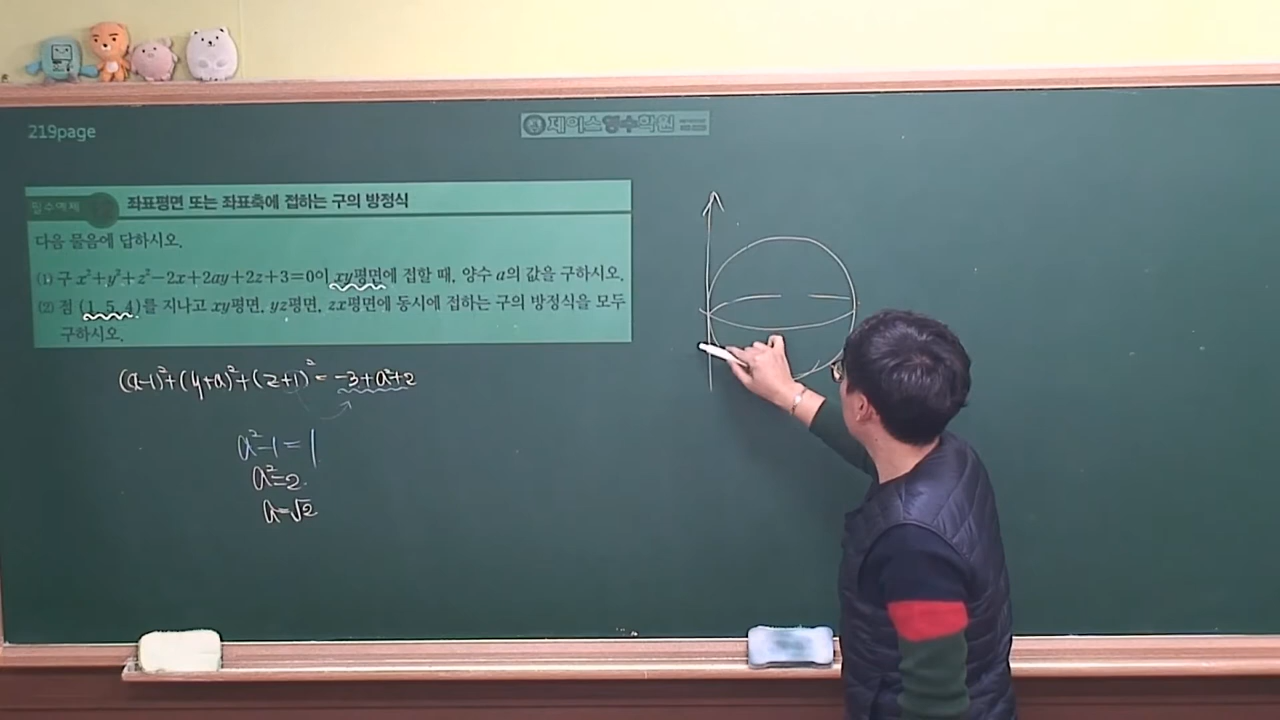 219page
제이스영수학원
필수예제
좌표평면 또는 좌표축에 접하는 구의 방정식
다음 물음에 답하시오.
(1) 구 x²+y²+z²−2x+2ay+2z+3=0이 xy평면에 접할 때, 양수 a의 값을 구하시오.
(2) 점 (1, 5, 4)를 지나고 xy평면, yz평면, zx평면에 동시에 접하는 구의 방정식을 모두
구하시오.
(x-1)²+(y+a)²+(z+1)²=-3+a²+2
a²-1=1
a²=2.
a=√2